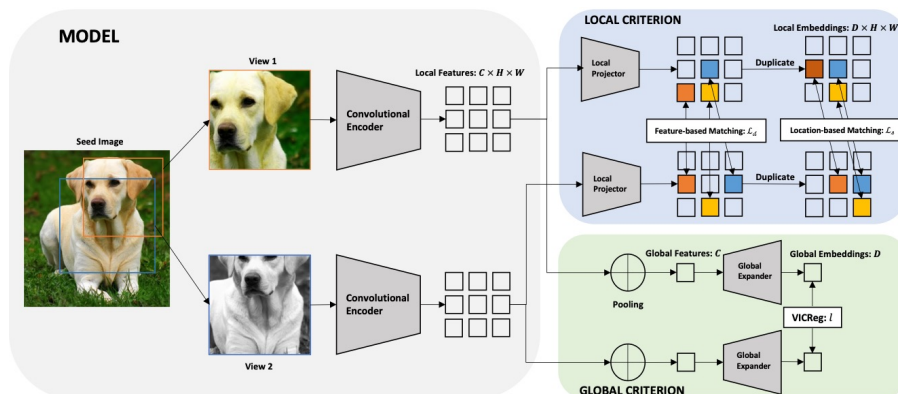 MODEL
Seed Image
View 1
Convolutional
Encoder
Local Features: C × H × W
View 2
Convolutional
Encoder
LOCAL CRITERION
Local Embeddings: D × H × W
Local
Projector
Duplicate
Feature-based Matching: ℒd
Location-based Matching: ℒs
Local
Projector
Duplicate
Pooling
Global Features: C
Global
Expander
Global Embeddings: D
VICReg: l
Global
Expander
GLOBAL CRITERION